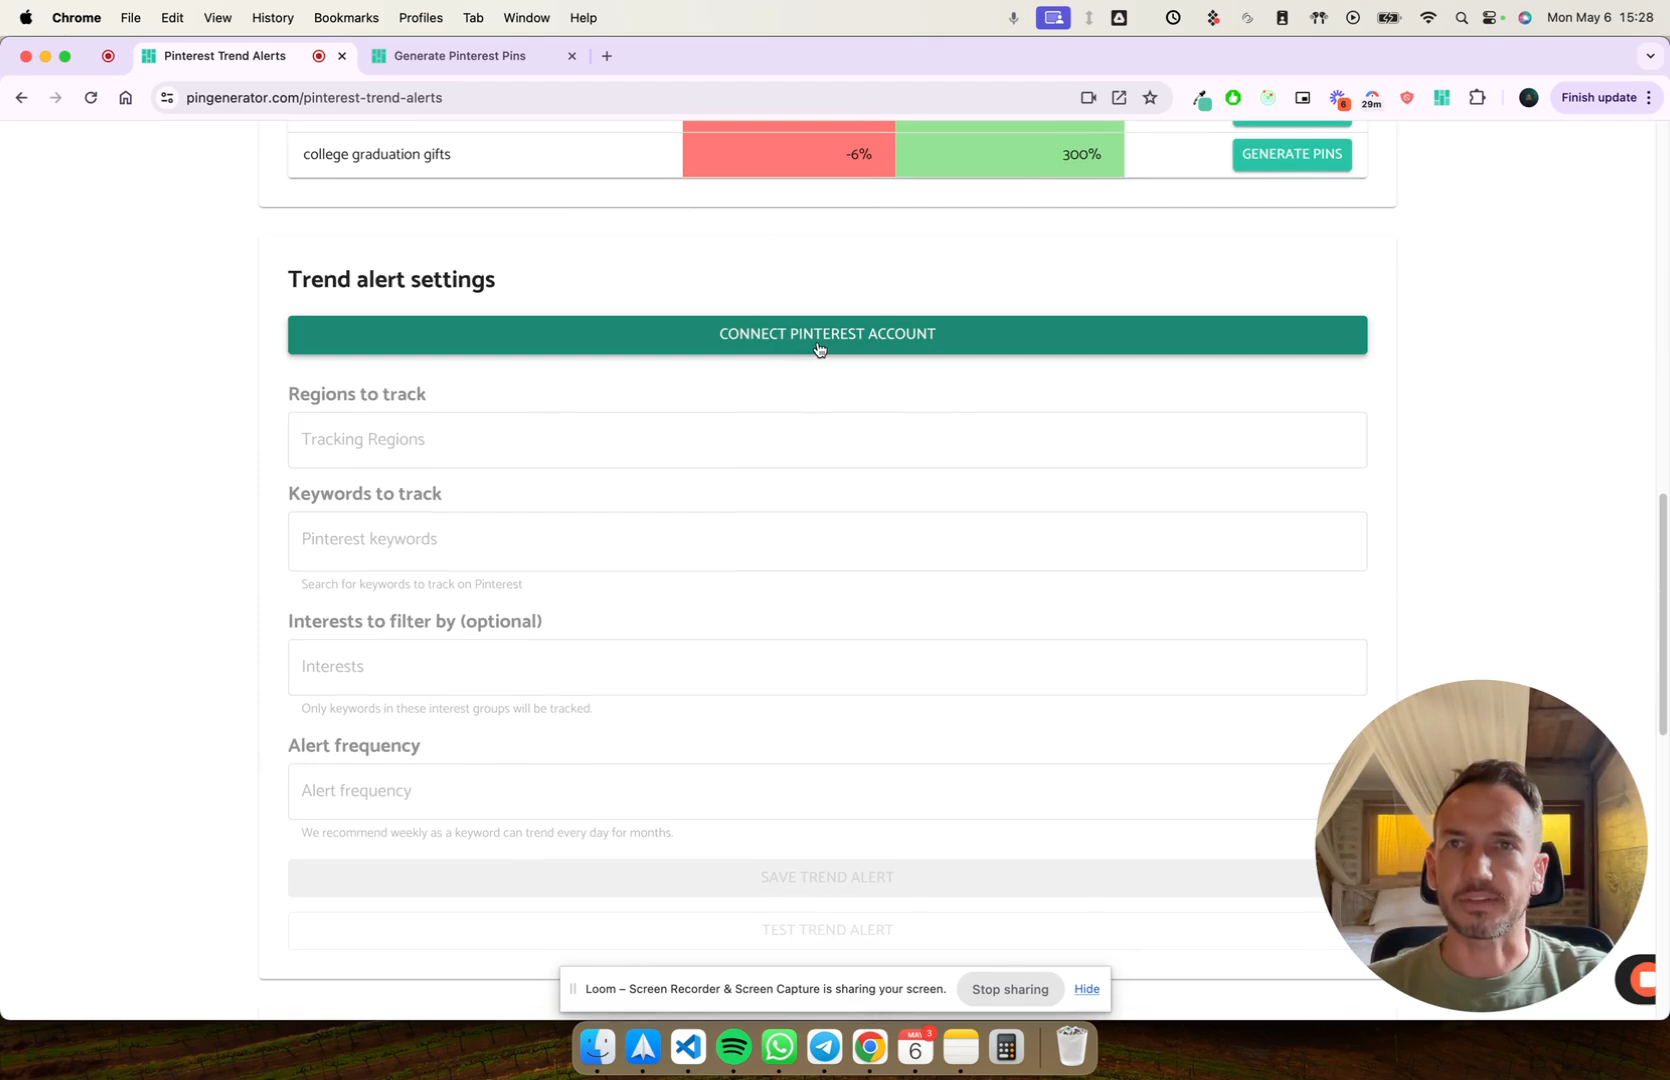 Chrome File Edit View History Bookmarks Profiles Tab Window Help
Mon May 6 15:28
Pinterest Trend Alerts
Generate Pinterest Pins
pingenerator.com/pinterest-trend-alerts
6
29m
Finish update
college graduation gifts -6% 300% GENERATE PINS
Trend alert settings
CONNECT PINTEREST ACCOUNT
Regions to track
Tracking Regions
Keywords to track
Pinterest keywords
Search for keywords to track on Pinterest
Interests to filter by (optional)
Interests
Only keywords in these interest groups will be tracked.
Alert frequency
Alert frequency
We recommend weekly as a keyword can trend every day for months.
SAVE TREND ALERT
TEST TREND ALERT
Loom – Screen Recorder & Screen Capture is sharing your screen. Stop sharing Hide
MAY
6
3